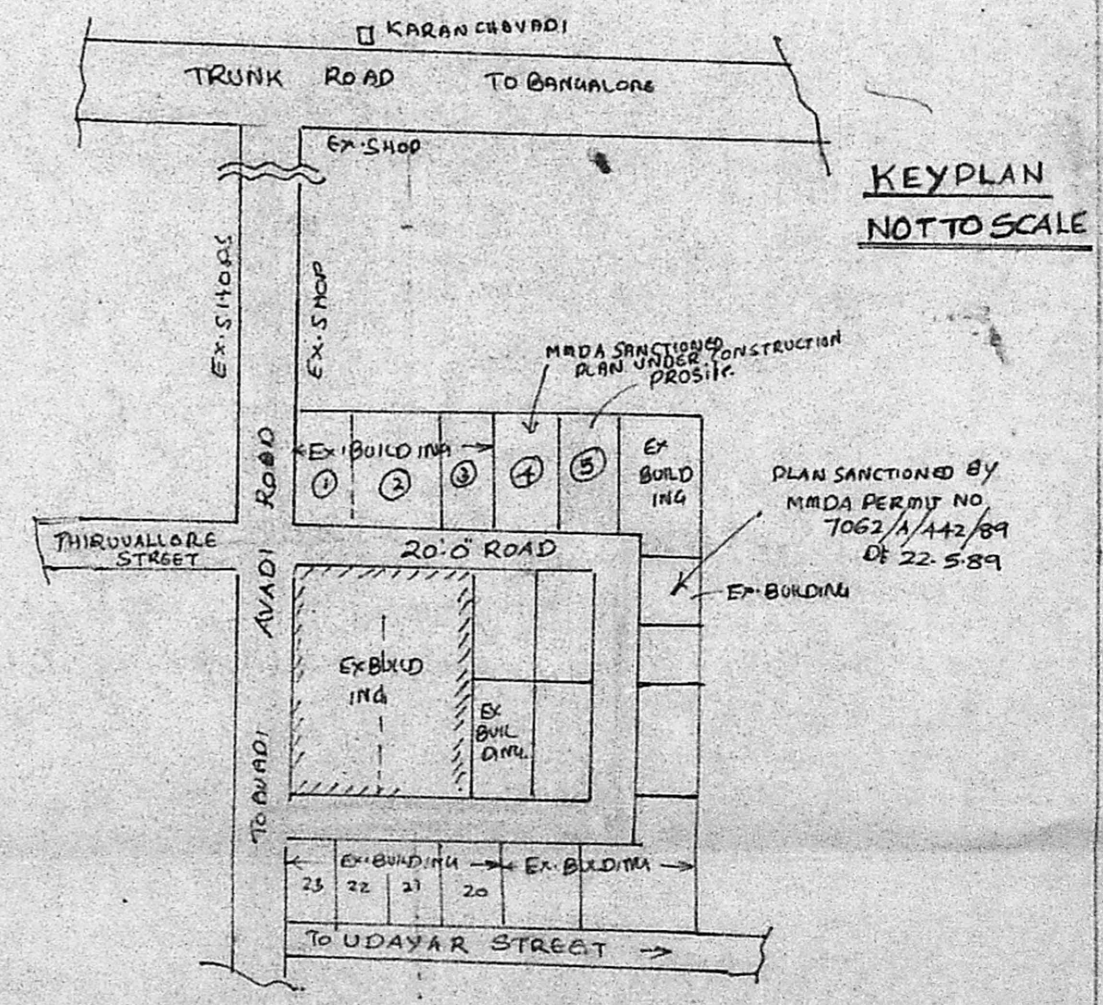 KARANCHAVADI
TRUNK ROAD TO BANGALORE
EX.SHOP
KEYPLAN
NOT TO SCALE
EX.SHOPS
EX.SHOP
MMDA SANCTIONED
PLAN UNDER CONSTRUCTION
PROSITE.
EX.BUILDING
1 2 3 4 5
EX
BUILD
ING
PLAN SANCTIONED BY
MMDA PERMIT NO
7062/A/442/89
Dt 22.5.89
EX.BUILDING
THIRUVALLORE
STREET
20'.0" ROAD
AVADI ROAD
EX BUILD
ING
EX
BUIL
DING.
TO AVADI
EX.BUILDING EX.BUILDING
23 22 21 20
TO UDAYAR STREET